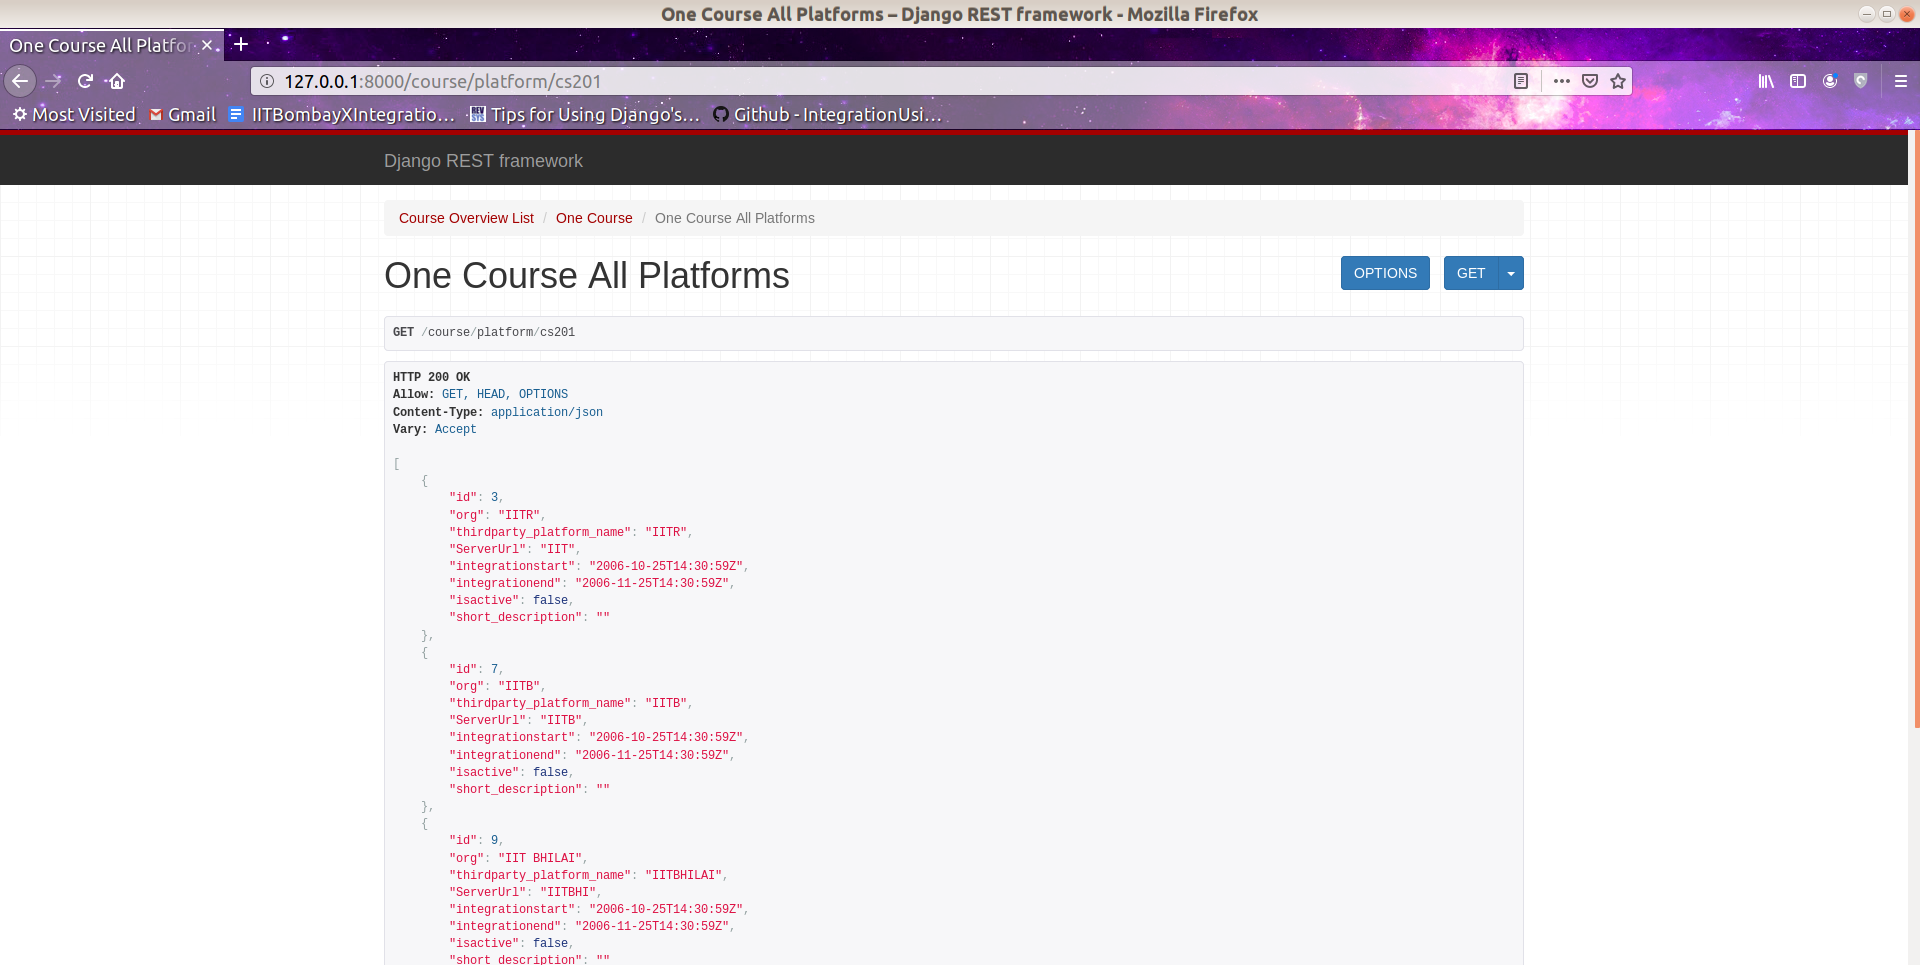 One Course All Platforms – Django REST framework - Mozilla Firefox
One Course All Platfor
127.0.0.1:8000/course/platform/cs201
Most Visited Gmail IITBombayXIntegratio… Tips for Using Django's… Github - IntegrationUsi…
Django REST framework
Course Overview List / One Course / One Course All Platforms
One Course All Platforms
OPTIONS GET
GET /course/platform/cs201
HTTP 200 OK
Allow: GET, HEAD, OPTIONS
Content-Type: application/json
Vary: Accept
[
{
"id": 3,
"org": "IITR",
"thirdparty_platform_name": "IITR",
"ServerUrl": "IIT",
"integrationstart": "2006-10-25T14:30:59Z",
"integrationend": "2006-11-25T14:30:59Z",
"isactive": false,
"short_description": ""
},
{
"id": 7,
"org": "IITB",
"thirdparty_platform_name": "IITB",
"ServerUrl": "IITB",
"integrationstart": "2006-10-25T14:30:59Z",
"integrationend": "2006-11-25T14:30:59Z",
"isactive": false,
"short_description": ""
},
{
"id": 9,
"org": "IIT BHILAI",
"thirdparty_platform_name": "IITBHILAI",
"ServerUrl": "IITBHI",
"integrationstart": "2006-10-25T14:30:59Z",
"integrationend": "2006-11-25T14:30:59Z",
"isactive": false,
"short_description": ""